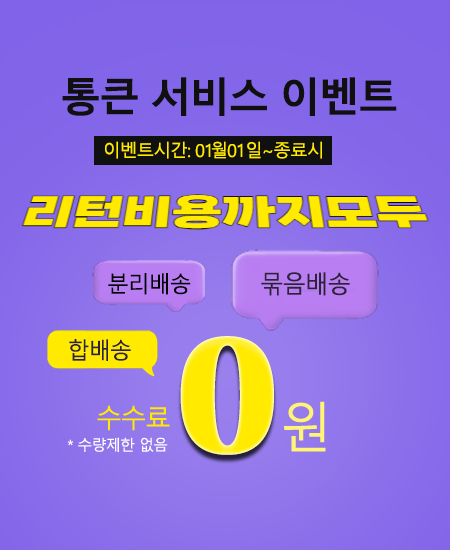 통큰 서비스 이벤트
이벤트시간: 01월01일~종료시
리턴비용까지모두
분리배송
묶음배송
합배송
수수료 0원
* 수량제한 없음